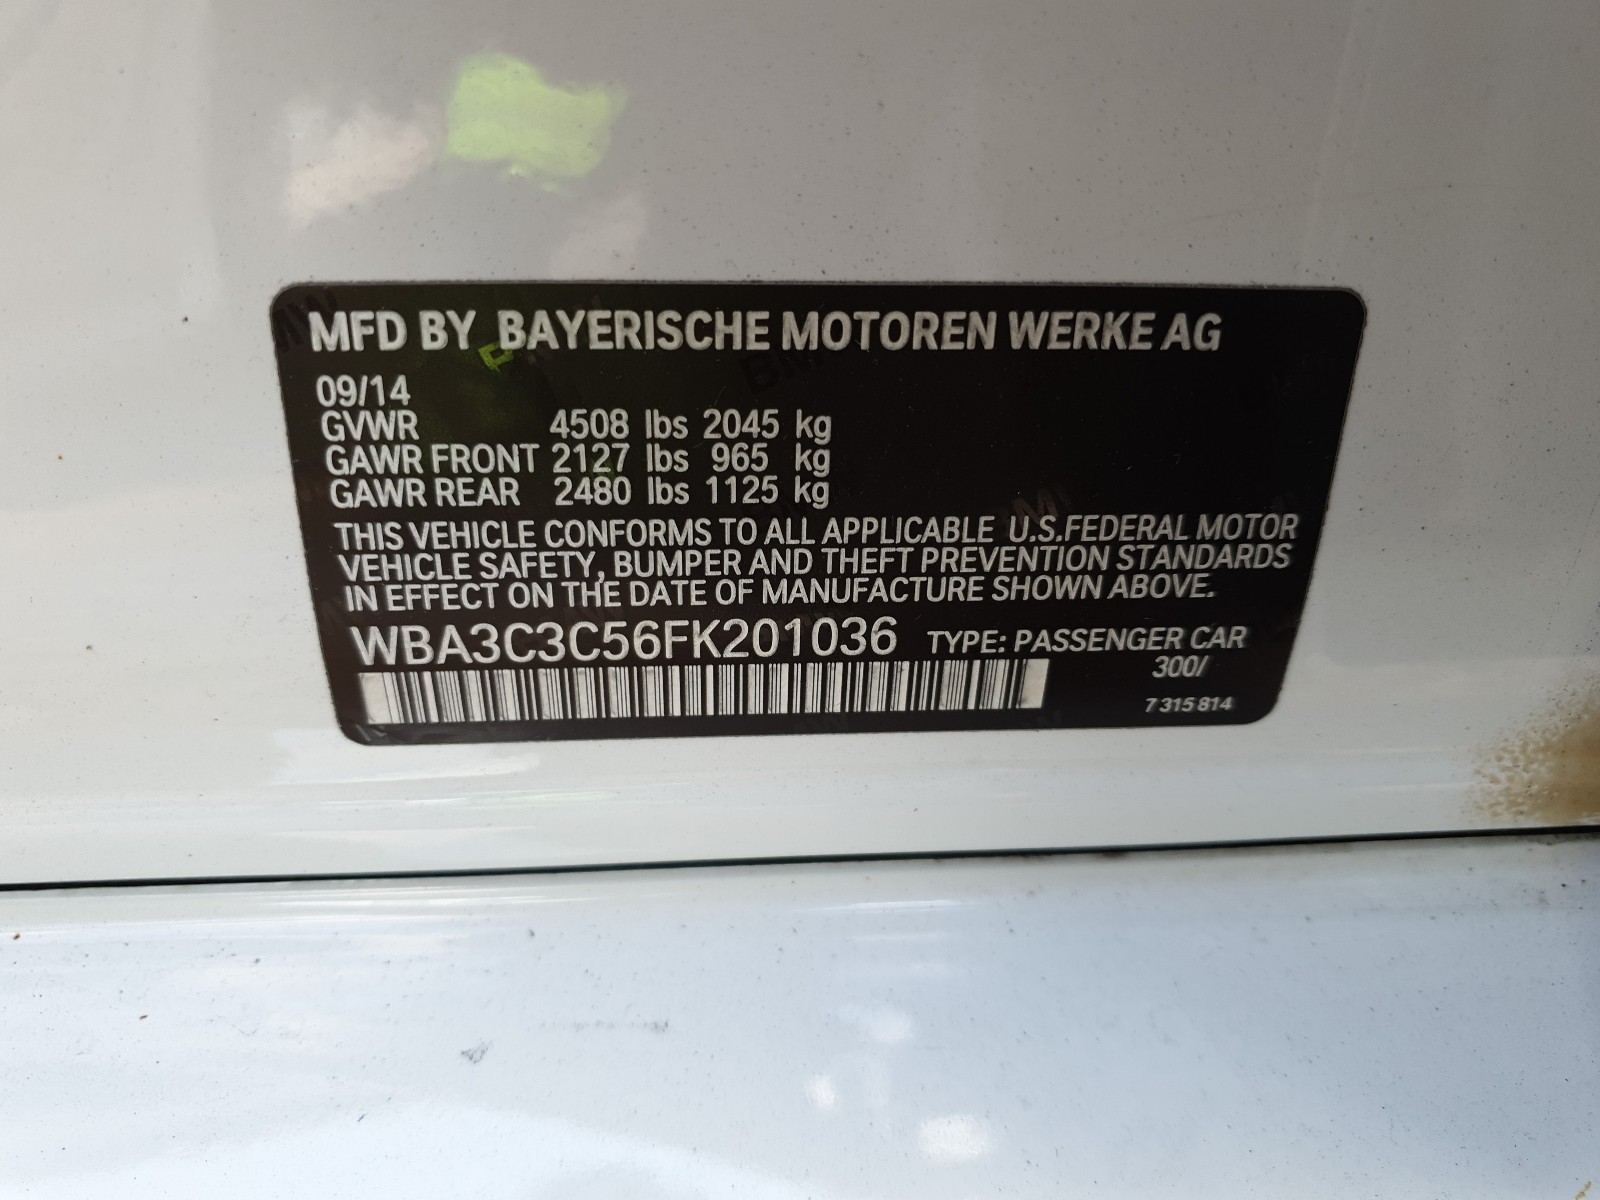 MFD BY BAYERISCHE MOTOREN WERKE AG
09/14
GVWR 4508 lbs 2045 kg
GAWR FRONT 2127 lbs 965 kg
GAWR REAR 2480 lbs 1125 kg
THIS VEHICLE CONFORMS TO ALL APPLICABLE U.S.FEDERAL MOTOR
VEHICLE SAFETY, BUMPER AND THEFT PREVENTION STANDARDS
IN EFFECT ON THE DATE OF MANUFACTURE SHOWN ABOVE.
WBA3C3C56FK201036 TYPE: PASSENGER CAR
300/
7 315 814